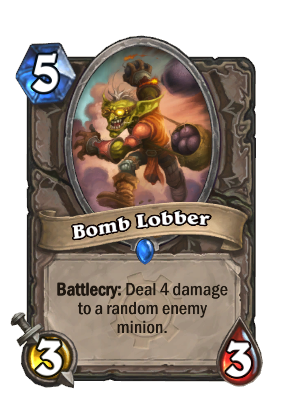 5
Bomb Lobber
Battlecry: Deal 4 damage
to a random enemy
minion.
3
3